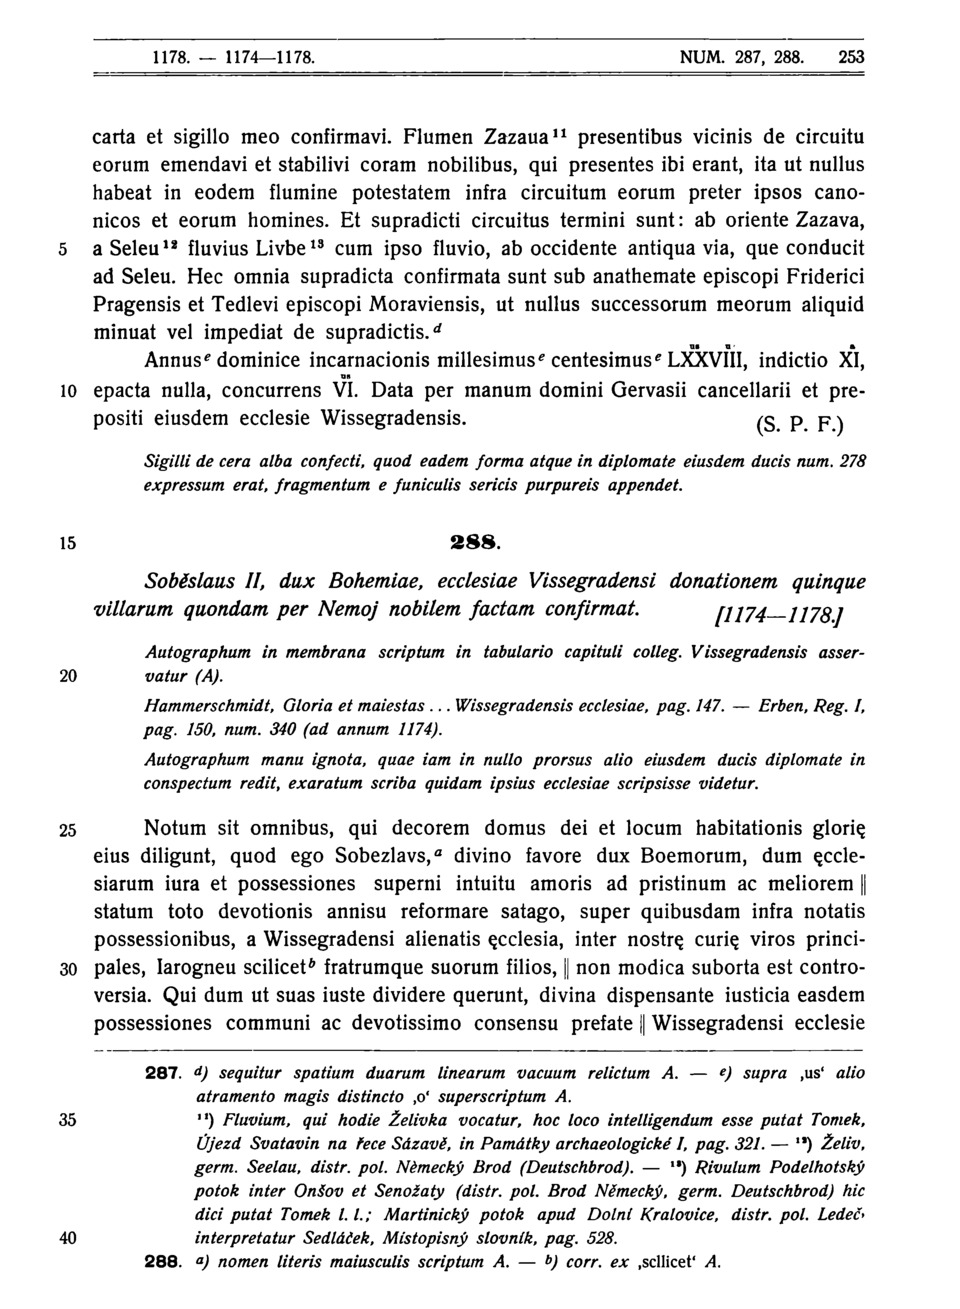 1178. — 1174—1178. NUM. 287, 288. 253
carta et sigillo meo confirmavi. Flumen Zazaua¹¹ presentibus vicinis de circuitu
eorum emendavi et stabilivi coram nobilibus, qui presentes ibi erant, ita ut nullus
habeat in eodem flumine potestatem infra circuitum eorum preter ipsos cano-
nicos et eorum homines. Et supradicti circuitus termini sunt: ab oriente Zazava,
5 a Seleu¹² fluvius Livbe¹³ cum ipso fluvio, ab occidente antiqua via, que conducit
ad Seleu. Hec omnia supradicta confirmata sunt sub anathemate episcopi Friderici
Pragensis et Tedlevi episcopi Moraviensis, ut nullus successorum meorum aliquid
minuat vel impediat de supradictis.ᵈ
Annusᵉ dominice incarnacionis millesimusᵉ centesimusᵉ LXXVIII, indictio XI,
10 epacta nulla, concurrens VI. Data per manum domini Gervasii cancellarii et pre-
positi eiusdem ecclesie Wissegradensis. (S. P. F.)
Sigilli de cera alba confecti, quod eadem forma atque in diplomate eiusdem ducis num. 278
expressum erat, fragmentum e funiculis sericis purpureis appendet.
15 288.
Soběslaus II, dux Bohemiae, ecclesiae Vissegradensi donationem quinque
villarum quondam per Nemoj nobilem factam confirmat. [1174—1178.]
Autographum in membrana scriptum in tabulario capituli colleg. Vissegradensis asser-
20 vatur (A).
Hammerschmidt, Gloria et maiestas ... Wissegradensis ecclesiae, pag. 147. — Erben, Reg. I,
pag. 150, num. 340 (ad annum 1174).
Autographum manu ignota, quae iam in nullo prorsus alio eiusdem ducis diplomate in
conspectum redit, exaratum scriba quidam ipsius ecclesiae scripsisse videtur.
25 Notum sit omnibus, qui decorem domus dei et locum habitationis glorię
eius diligunt, quod ego Sobezlavs,ᵃ divino favore dux Boemorum, dum ęccle-
siarum iura et possessiones superni intuitu amoris ad pristinum ac meliorem ||
statum toto devotionis annisu reformare satago, super quibusdam infra notatis
possessionibus, a Wissegradensi alienatis ęcclesia, inter nostrę curię viros princi-
30 pales, Iarogneu scilicetᵇ fratrumque suorum filios, || non modica suborta est contro-
versia. Qui dum ut suas iuste dividere querunt, divina dispensante iusticia easdem
possessiones communi ac devotissimo consensu prefate || Wissegradensi ecclesie
287. d) sequitur spatium duarum linearum vacuum relictum A. — e) supra ‚us‘ alio
atramento magis distincto ‚o‘ superscriptum A.
35 ¹¹) Fluvium, qui hodie Želivka vocatur, hoc loco intelligendum esse putat Tomek,
Újezd Svatavin na řece Sázavě, in Památky archaeologické I, pag. 321. — ¹²) Želiv,
germ. Seelau, distr. pol. Německý Brod (Deutschbrod). — ¹³) Rivulum Podelhotský
potok inter Onšov et Senožaty (distr. pol. Brod Německý, germ. Deutschbrod) hic
dici putat Tomek l. l.; Martinický potok apud Dolní Kralovice, distr. pol. Ledeč,
40 interpretatur Sedláček, Místopisný slovník, pag. 528.
288. a) nomen literis maiusculis scriptum A. — b) corr. ex ‚scllicet‘ A.